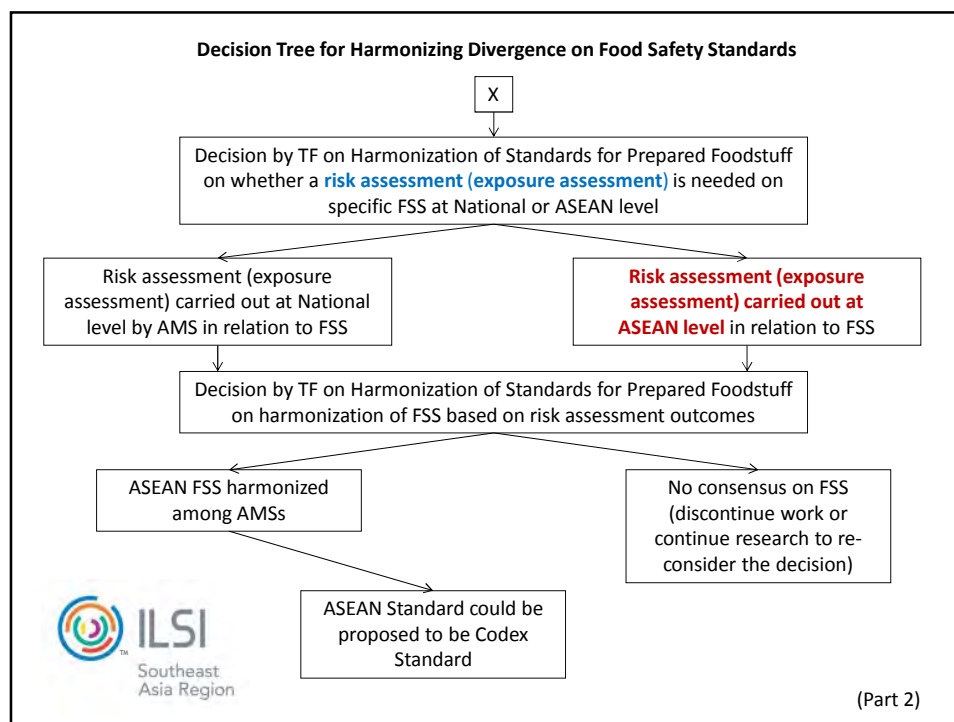 Decision Tree for Harmonizing Divergence on Food Safety Standards
X
Decision by TF on Harmonization of Standards for Prepared Foodstuff
on whether a risk assessment (exposure assessment) is needed on
specific FSS at National or ASEAN level
Risk assessment (exposure
assessment) carried out at National
level by AMS in relation to FSS
Risk assessment (exposure
assessment) carried out at
ASEAN level in relation to FSS
Decision by TF on Harmonization of Standards for Prepared Foodstuff
on harmonization of FSS based on risk assessment outcomes
ASEAN FSS harmonized
among AMSs
No consensus on FSS
(discontinue work or
continue research to re-
consider the decision)
ASEAN Standard could be
proposed to be Codex
Standard
TM
ILSI
Southeast
Asia Region
(Part 2)